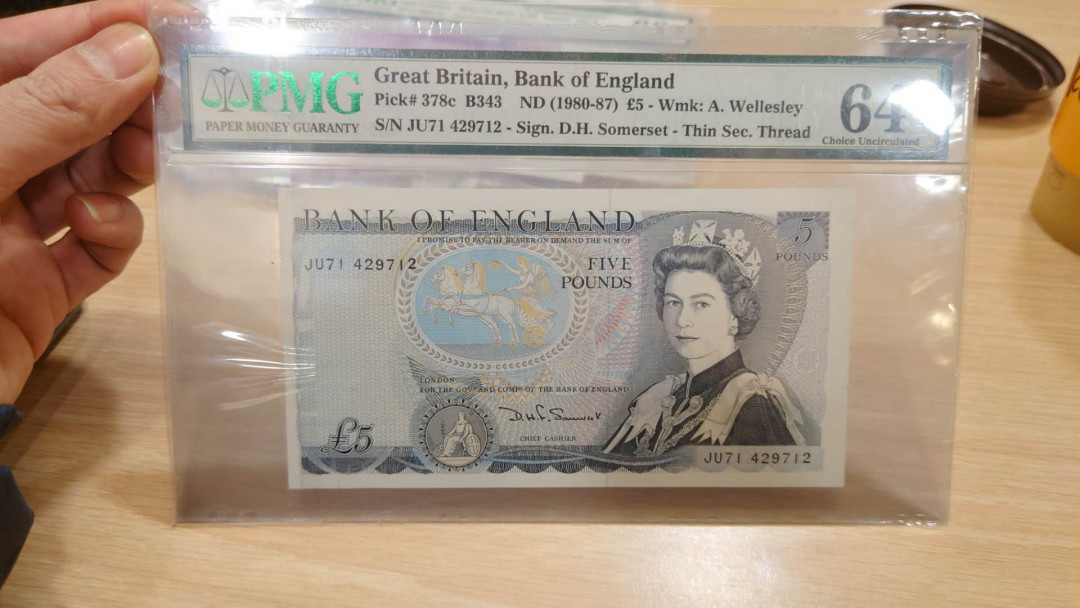 PMG
PAPER MONEY GUARANTY
Great Britain, Bank of England
Pick# 378c B343 ND (1980-87) £5 - Wmk: A. Wellesley
S/N JU71 429712 - Sign. D.H. Somerset - Thin Sec. Thread
64
Choice Uncirculated
BANK OF ENGLAND
I PROMISE TO PAY THE BEARER ON DEMAND THE SUM OF
JU71 429712
FIVE
POUNDS
5
POUNDS
LONDON
FOR THE GOVR AND COMPA OF THE BANK OF ENGLAND
D.H.F. Somerset
CHIEF CASHIER
£5
JU71 429712